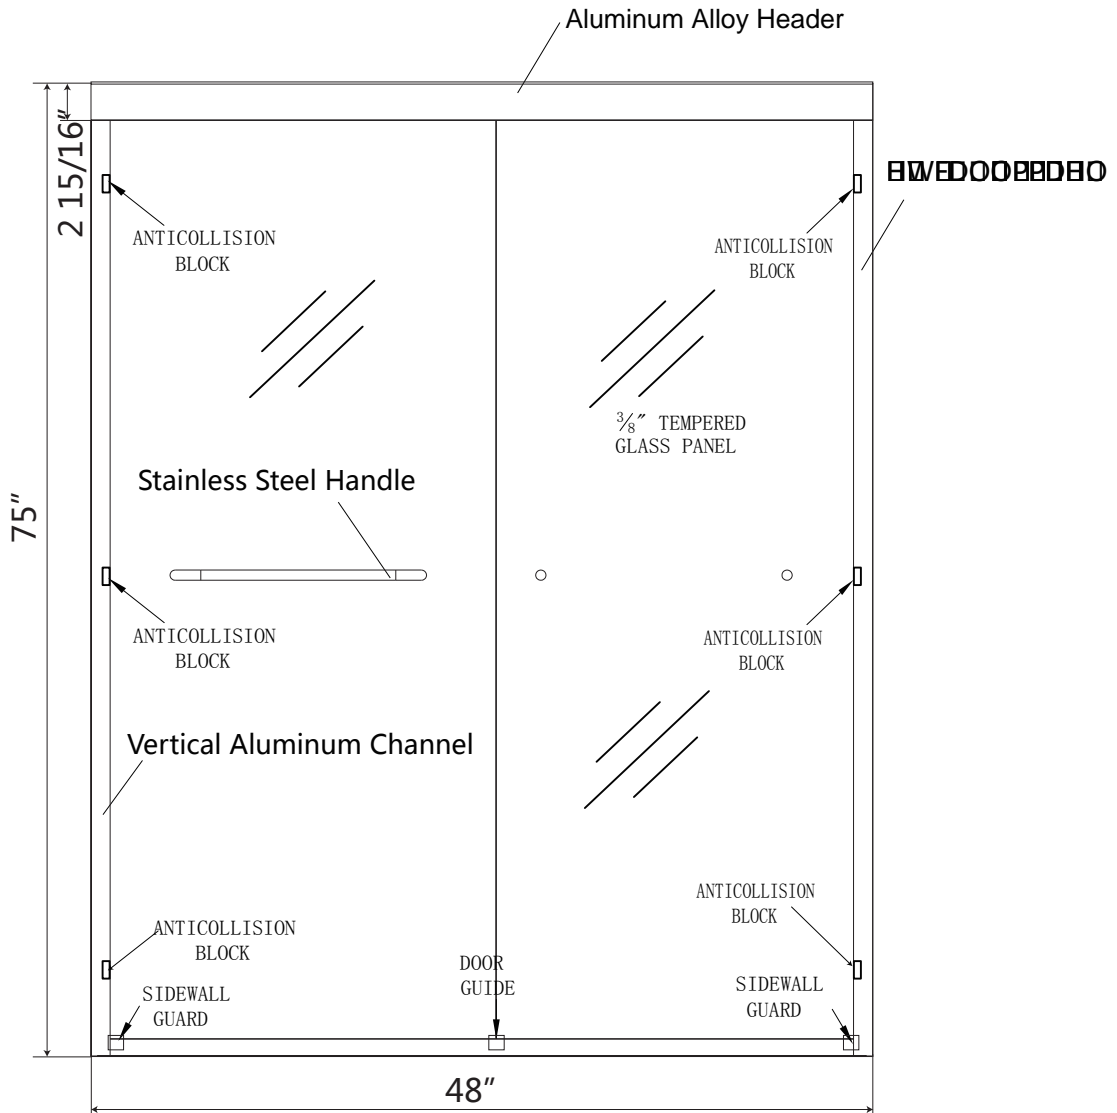 Aluminum Alloy Header
2 15/16″
ANTICOLLISION
BLOCK
ANTICOLLISION
BLOCK
⅜″ TEMPERED
GLASS PANEL
Stainless Steel Handle
75″
ANTICOLLISION
BLOCK
ANTICOLLISION
BLOCK
Vertical Aluminum Channel
ANTICOLLISION
BLOCK
ANTICOLLISION
BLOCK
DOOR
GUIDE
SIDEWALL
GUARD
SIDEWALL
GUARD
48″